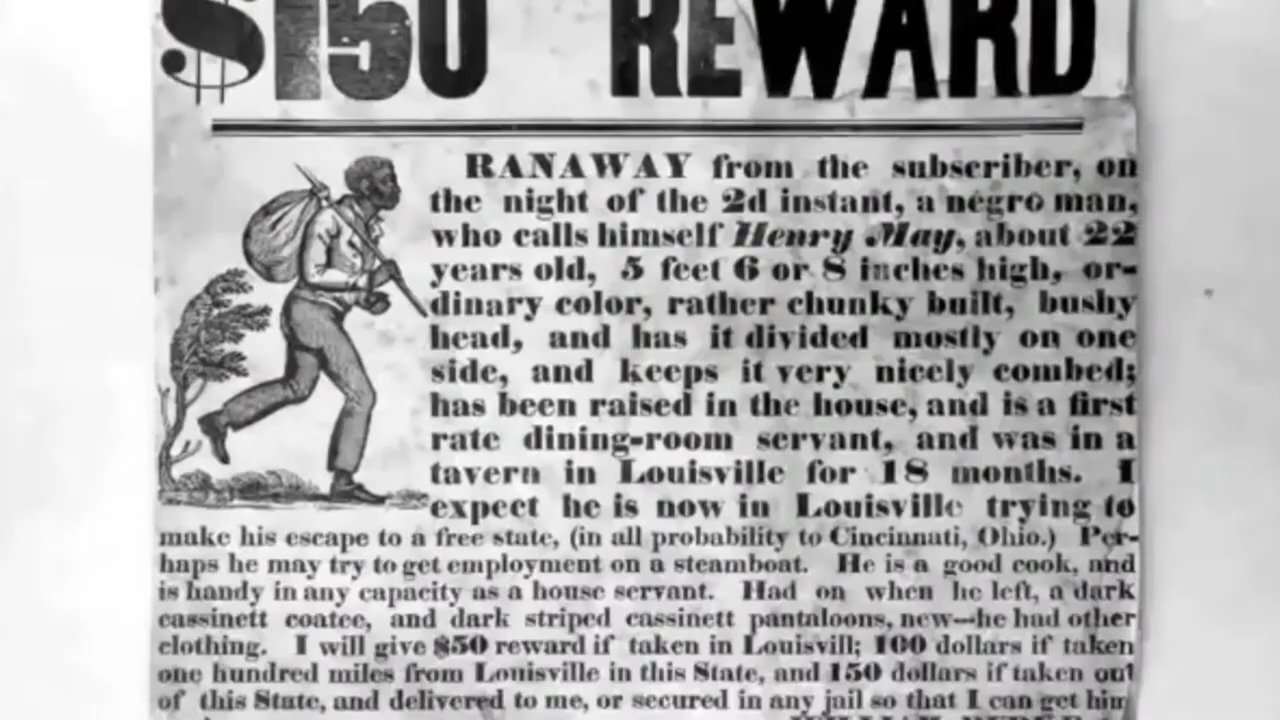 $150 REWARD
RANAWAY from the subscriber, on
the night of the 2d instant, a negro man,
who calls himself Henry May, about 22
years old, 5 feet 6 or 8 inches high, or-
dinary color, rather chunky built, bushy
head, and has it divided mostly on one
side, and keeps it very nicely combed;
has been raised in the house, and is a first
rate dining-room servant, and was in a
tavern in Louisville for 18 months. I
expect he is now in Louisville trying to
make his escape to a free state, (in all probability to Cincinnati, Ohio.) Per-
haps he may try to get employment on a steamboat. He is a good cook, and
is handy in any capacity as a house servant. Had on when he left, a dark
cassinett coatee, and dark striped cassinett pantaloons, new—he had other
clothing. I will give $50 reward if taken in Louisvill; 100 dollars if taken
one hundred miles from Louisville in this State, and 150 dollars if taken out
of this State, and delivered to me, or secured in any jail so that I can get him